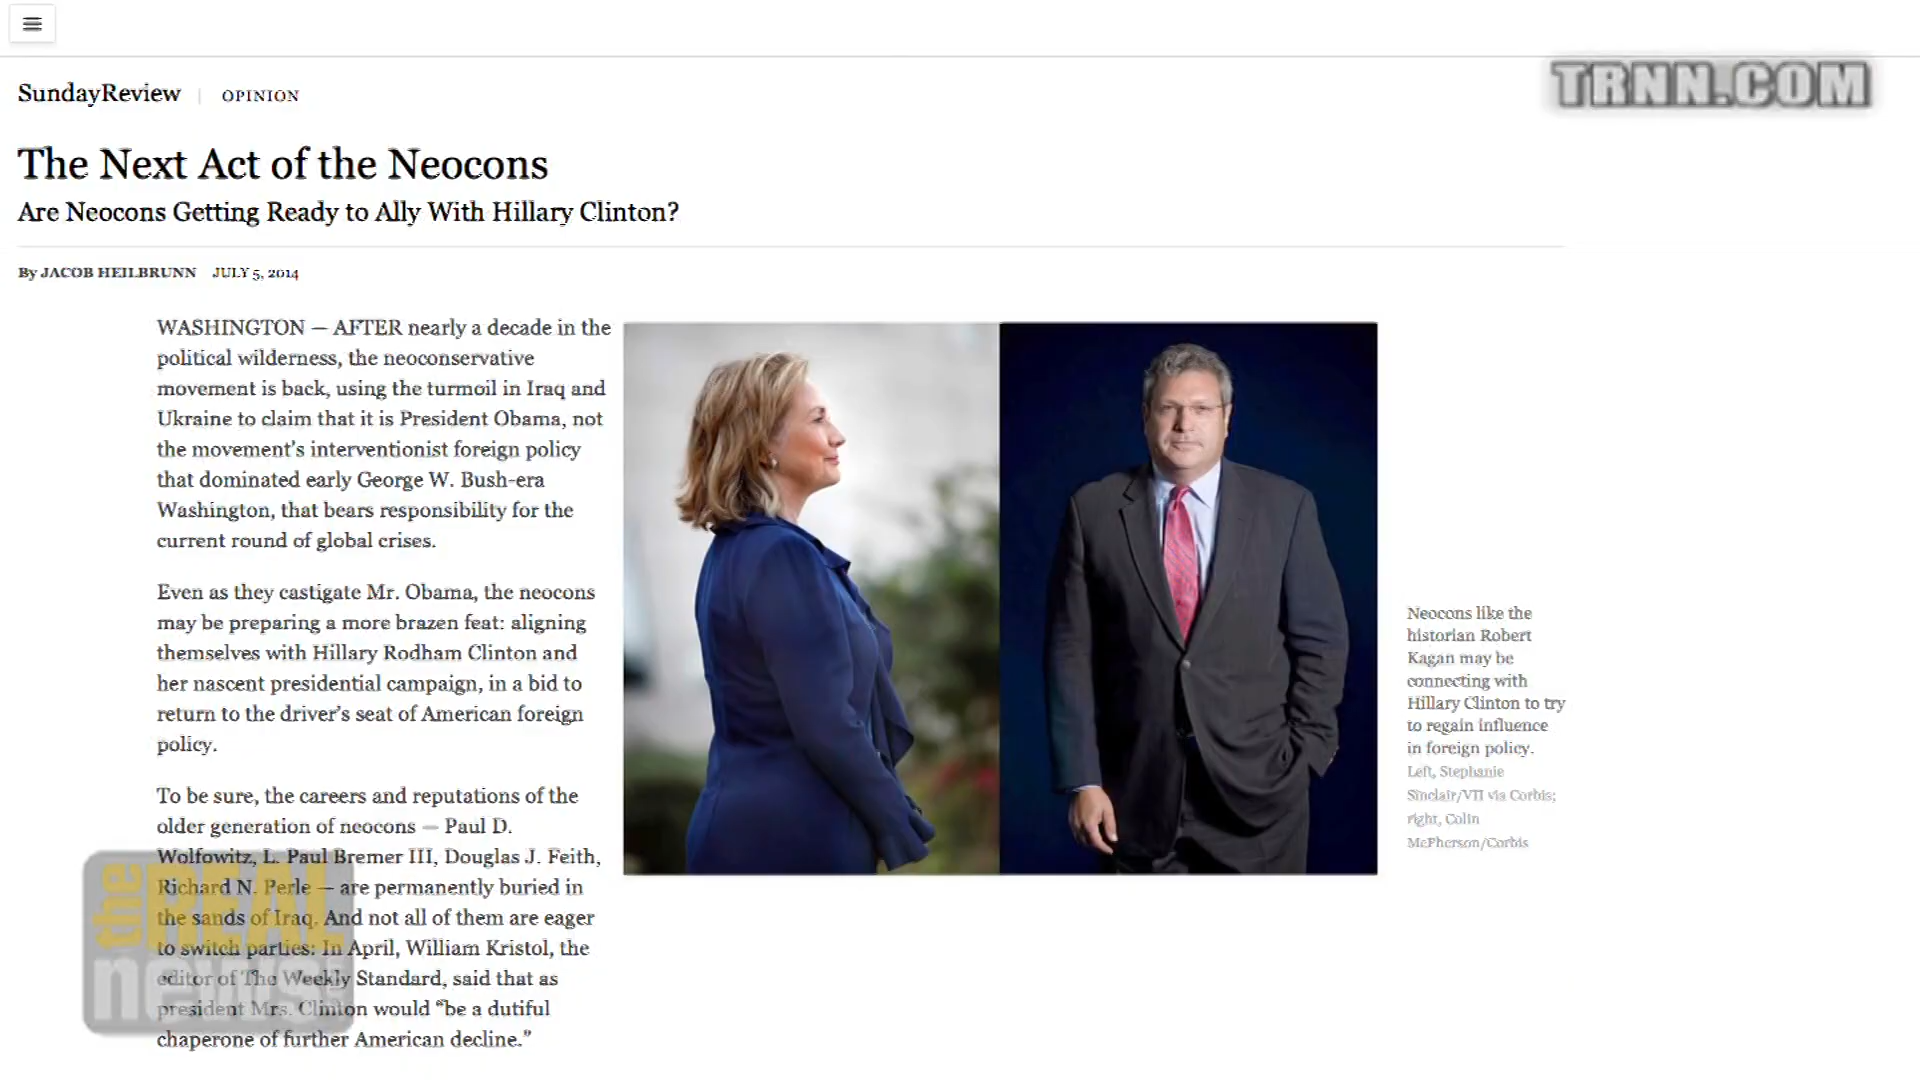 TRNN.COM
SundayReview | OPINION
The Next Act of the Neocons
Are Neocons Getting Ready to Ally With Hillary Clinton?
By JACOB HEILBRUNN JULY 5, 2014
WASHINGTON — AFTER nearly a decade in the
political wilderness, the neoconservative
movement is back, using the turmoil in Iraq and
Ukraine to claim that it is President Obama, not
the movement's interventionist foreign policy
that dominated early George W. Bush-era
Washington, that bears responsibility for the
current round of global crises.
Even as they castigate Mr. Obama, the neocons
may be preparing a more brazen feat: aligning
themselves with Hillary Rodham Clinton and
her nascent presidential campaign, in a bid to
return to the driver's seat of American foreign
policy.
To be sure, the careers and reputations of the
older generation of neocons — Paul D.
Wolfowitz, L. Paul Bremer III, Douglas J. Feith,
Richard N. Perle — are permanently buried in
the sands of Iraq. And not all of them are eager
to switch parties: In April, William Kristol, the
editor of The Weekly Standard, said that as
president Mrs. Clinton would “be a dutiful
chaperone of further American decline.”
Neocons like the
historian Robert
Kagan may be
connecting with
Hillary Clinton to try
to regain influence
in foreign policy.
Left, Stephanie
Sinclair/VII via Corbis;
right, Colin
McPherson/Corbis
the REAL
news